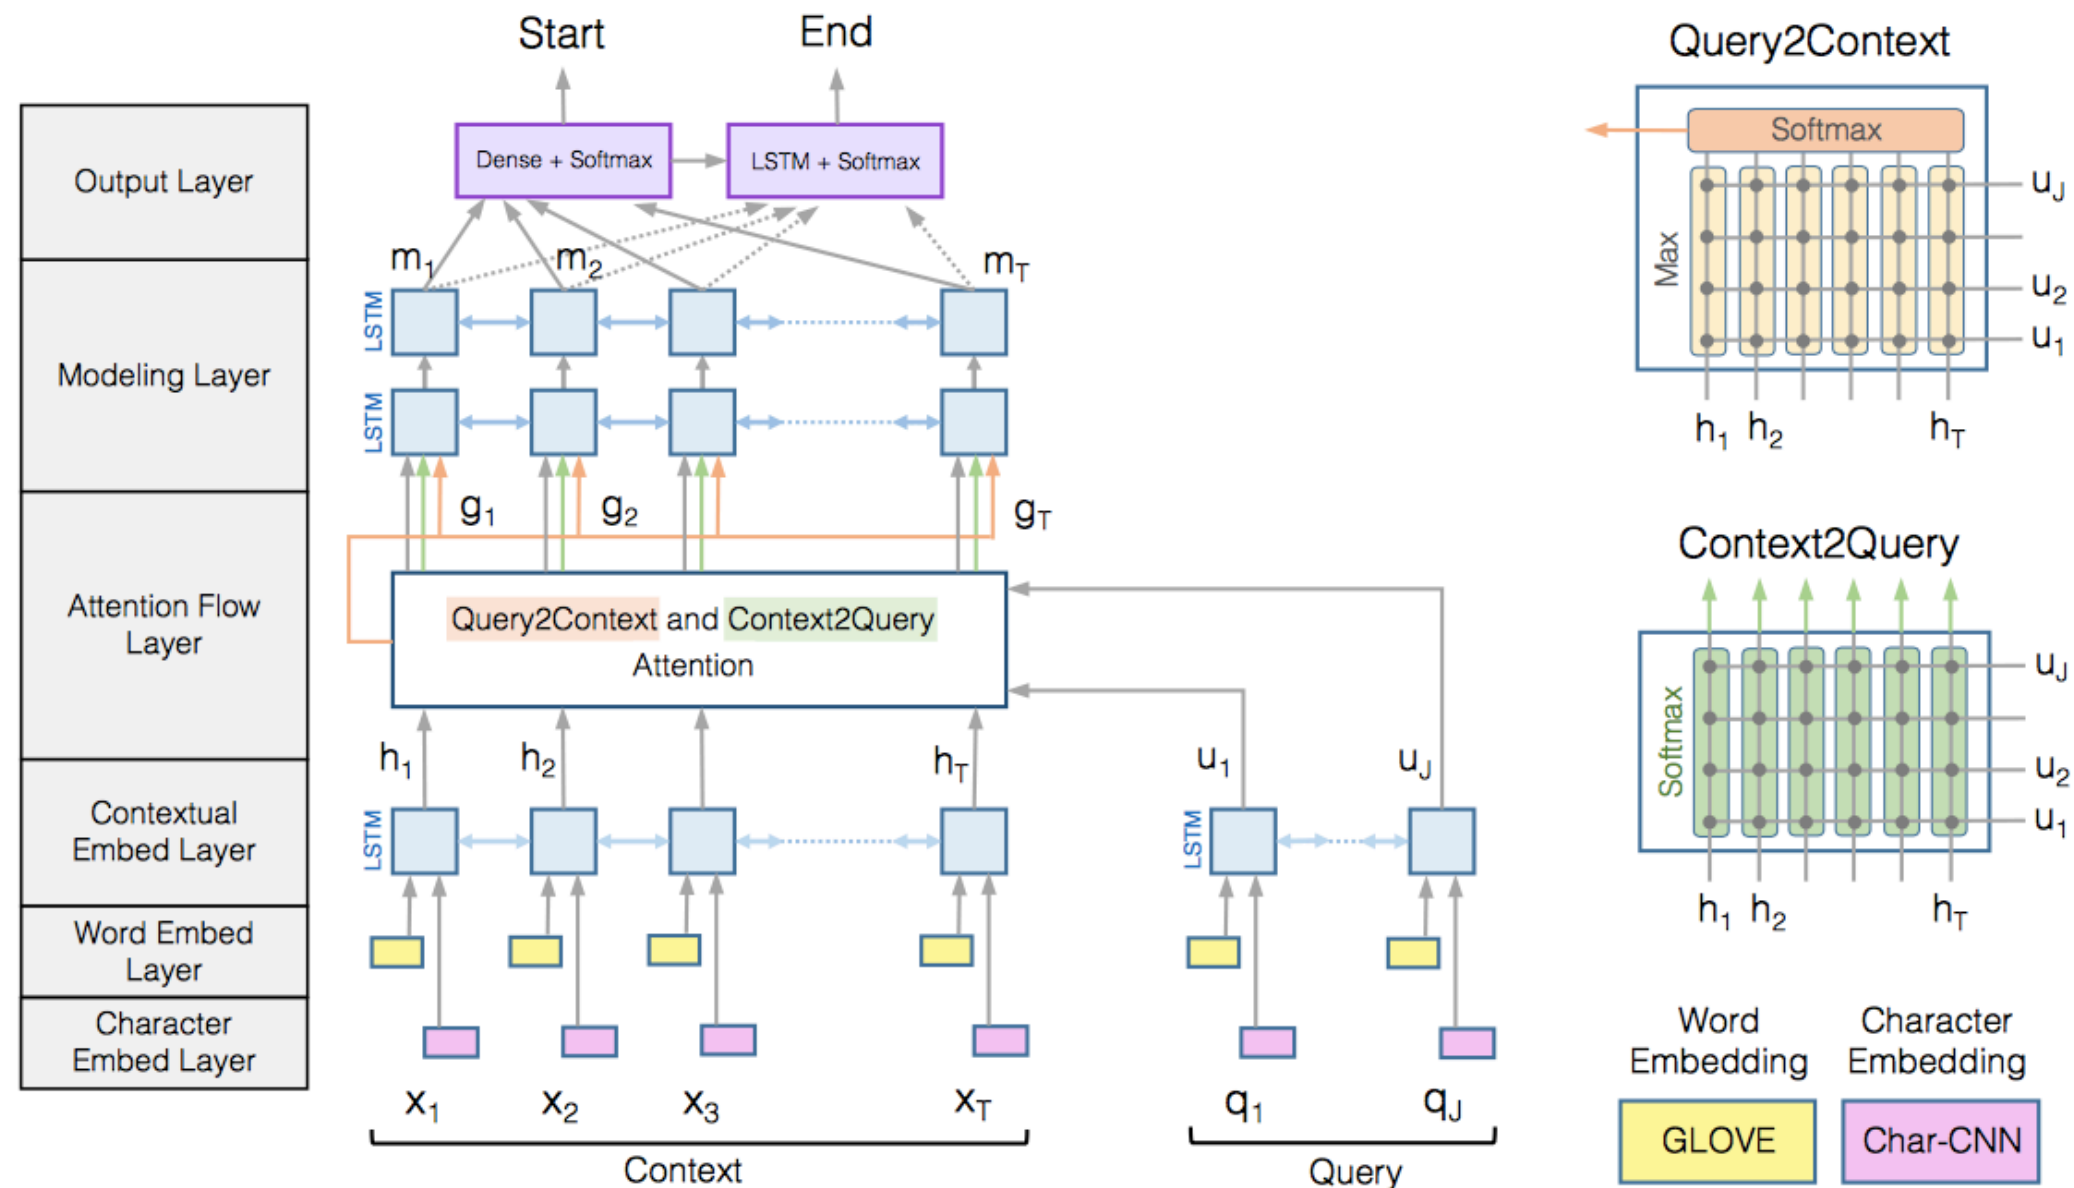 Start
End
Output Layer
Modeling Layer
Attention Flow
Layer
Contextual
Embed Layer
Word Embed
Layer
Character
Embed Layer
Dense + Softmax
LSTM + Softmax
m1
m2
mT
LSTM
LSTM
g1
g2
gT
Query2Context and Context2Query
Attention
h1
h2
hT
u1
uJ
LSTM
LSTM
x1
x2
x3
xT
q1
qJ
Context
Query
Query2Context
Softmax
Max
uJ
u2
u1
h1
h2
hT
Context2Query
Softmax
uJ
u2
u1
h1
h2
hT
Word
Embedding
Character
Embedding
GLOVE
Char-CNN